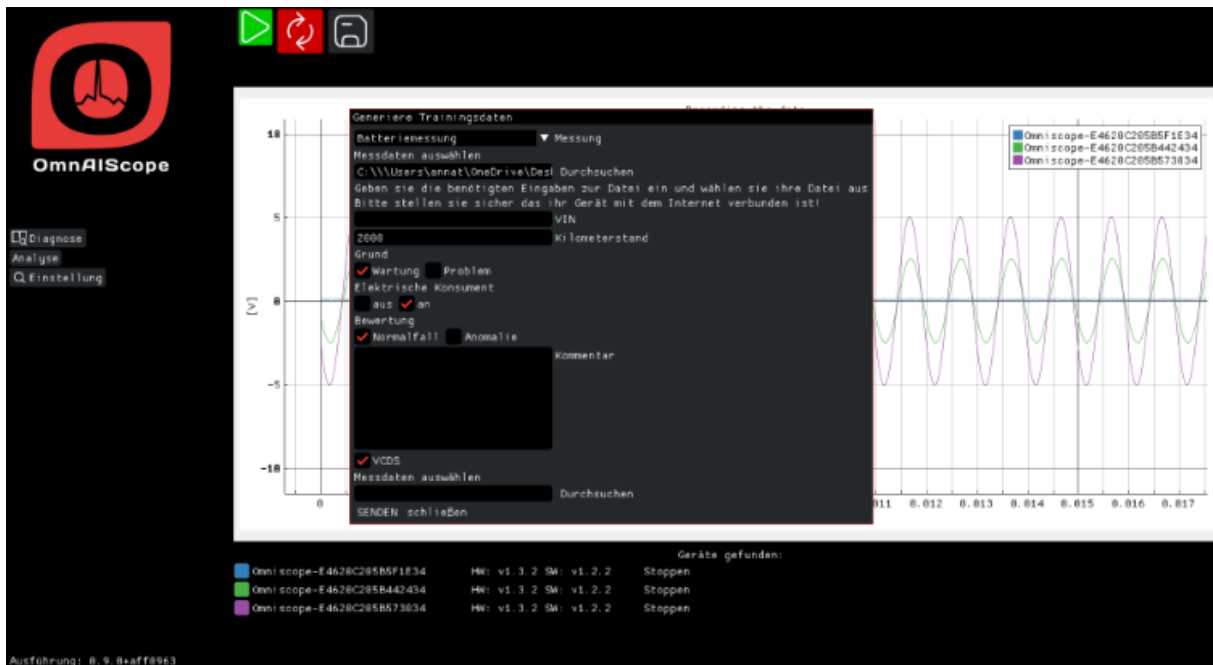 OmnAIScope
Diagnose
Analyse
Einstellung
Generiere Trainingsdaten
Batteriemessung Messung
Messdaten auswählen
C:\\\Users\annat\OneDrive\Des Durchsuchen
Geben sie die benötigten Eingaben zur Datei ein und wählen sie ihre Datei aus
Bitte stellen sie sicher das ihr Gerät mit dem Internet verbunden ist!
VIN
2000 Kilometerstand
Grund
Wartung Problem
Elektrische Konsument
aus an
Bewertung
Normalfall Anomalie
Kommentar
VCDS
Messdaten auswählen
Durchsuchen
SENDEN schließen
10
5
0
-5
-10
[V]
0
0.012 0.013 0.014 0.015 0.016 0.017
Omniscope-E4620C205B5F1E34
Omniscope-E4620C205B442434
Omniscope-E4620C205B573034
Geräte gefunden:
Omniscope-E4620C205B5F1E34 HW: v1.3.2 SW: v1.2.2 Stoppen
Omniscope-E4620C205B442434 HW: v1.3.2 SW: v1.2.2 Stoppen
Omniscope-E4620C205B573034 HW: v1.3.2 SW: v1.2.2 Stoppen
Ausführung: 0.9.0+aff0963